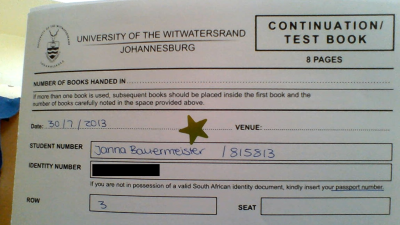 UNIVERSITY OF THE WITWATERSRAND
JOHANNESBURG
CONTINUATION/
TEST BOOK
8 PAGES
NUMBER OF BOOKS HANDED IN
If more than one book is used, subsequent books should be placed inside the first book and the
number of books carefully noted in the space provided above.
Date: 30/7/2013 VENUE:
STUDENT NUMBER Janna Bauermeister / 815813
IDENTITY NUMBER
If you are not in possession of a valid South African identity document, kindly insert your passport number.
ROW 3 SEAT